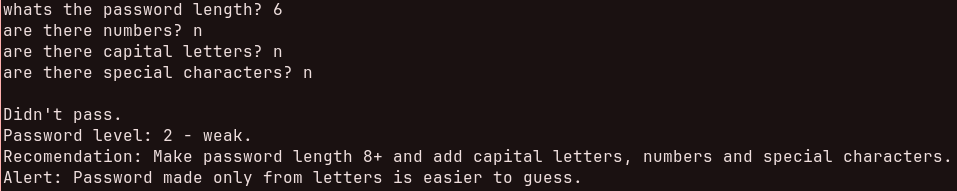 whats the password length? 6
are there numbers? n
are there capital letters? n
are there special characters? n
Didn't pass.
Password level: 2 - weak.
Recomendation: Make password length 8+ and add capital letters, numbers and special characters.
Alert: Password made only from letters is easier to guess.